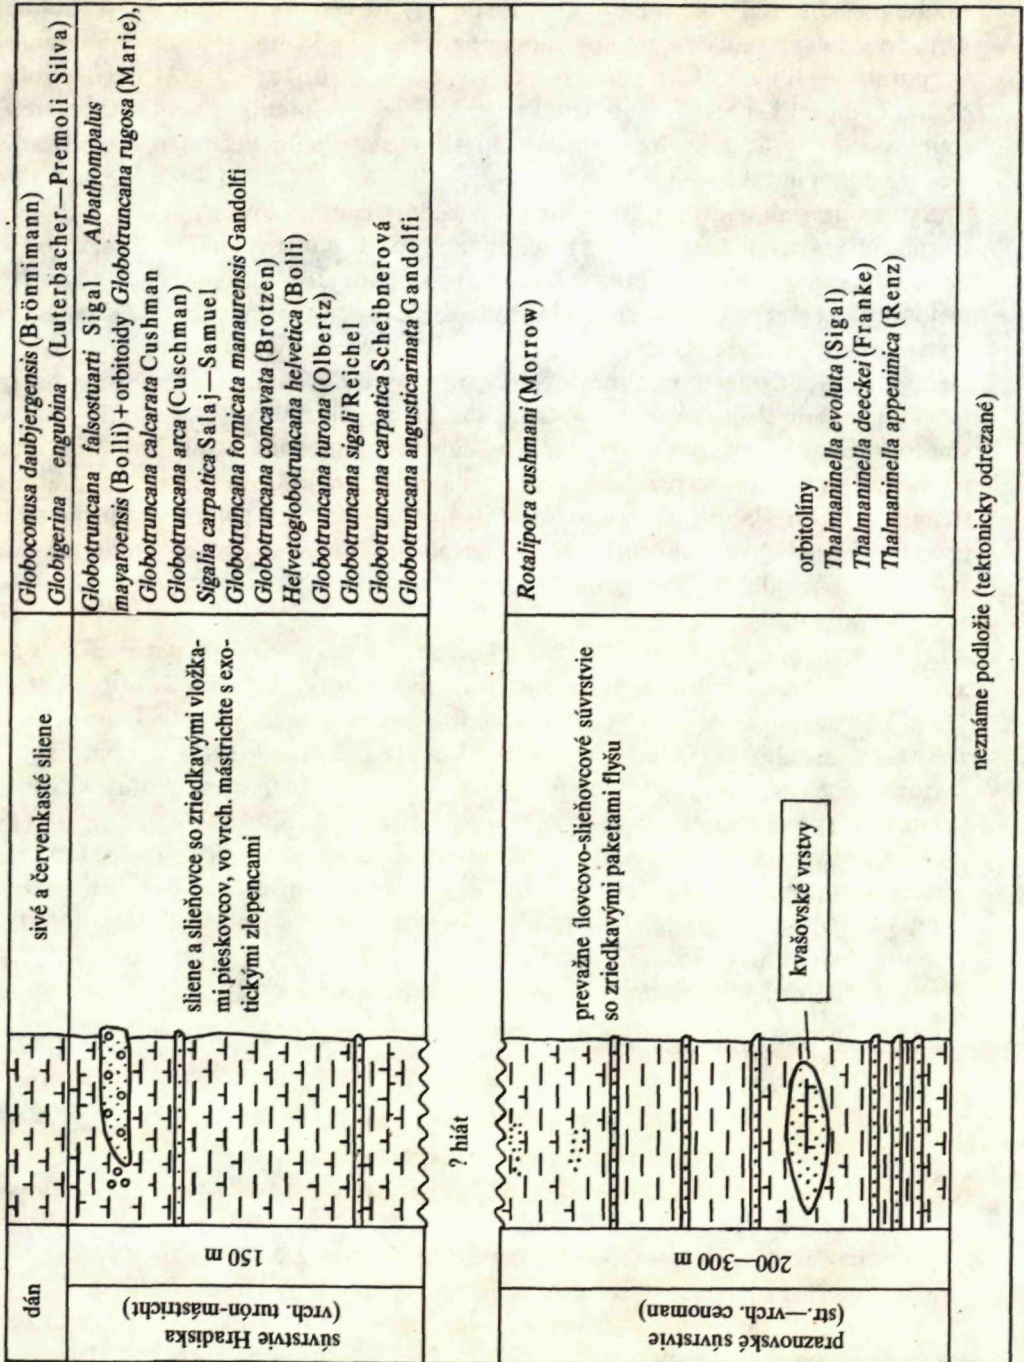 dán
sivé a červenkasté sliene
Globoconusa daubjergensis (Brönnimann)
Globigerina engubina (Luterbacher—Premoli Silva)
súvrstvie Hradiska
(vrch. turón-mástricht)
150 m
sliene a slieňovce so zriedkavymi vložka-
mi pieskovcov, vo vrch. mástrichte s exo-
tickými zlepencami
Globotruncana falsostuarti Sigal Albathompalus
mayaroensis (Bolli) + orbitoidy Globotruncana rugosa (Marie),
Globotruncana calcarata Cushman
Globotruncana arca (Cuschman)
Sigalia carpatica Salaj—Samuel
Globotruncana fornicata manaurensis Gandolfi
Globotruncana concavata (Brotzen)
Helvetoglobotruncana helvetica (Bolli)
Globotruncana aurona (Olbertz)
Globotruncana sigali Reichel
Globotruncana carpatica Scheibnerová
Globotruncana angusticarinata Gandolfi
? hiát
praznovské súvrstvie
(str.—vrch. cenoman)
200—300 m
prevažne ílovcovo-slieňovcové súvrstvie
so zriedkavými paketami flyšu
kvašovské vrstvy
Rotalipora cushmani (Morrow)
orbitolíny
Thalmaninella evoluta (Sigal)
Thalmaninella deeckei (Franke)
Thalmaninella appeninica (Renz)
neznáme podložie (tektonicky odrezané)